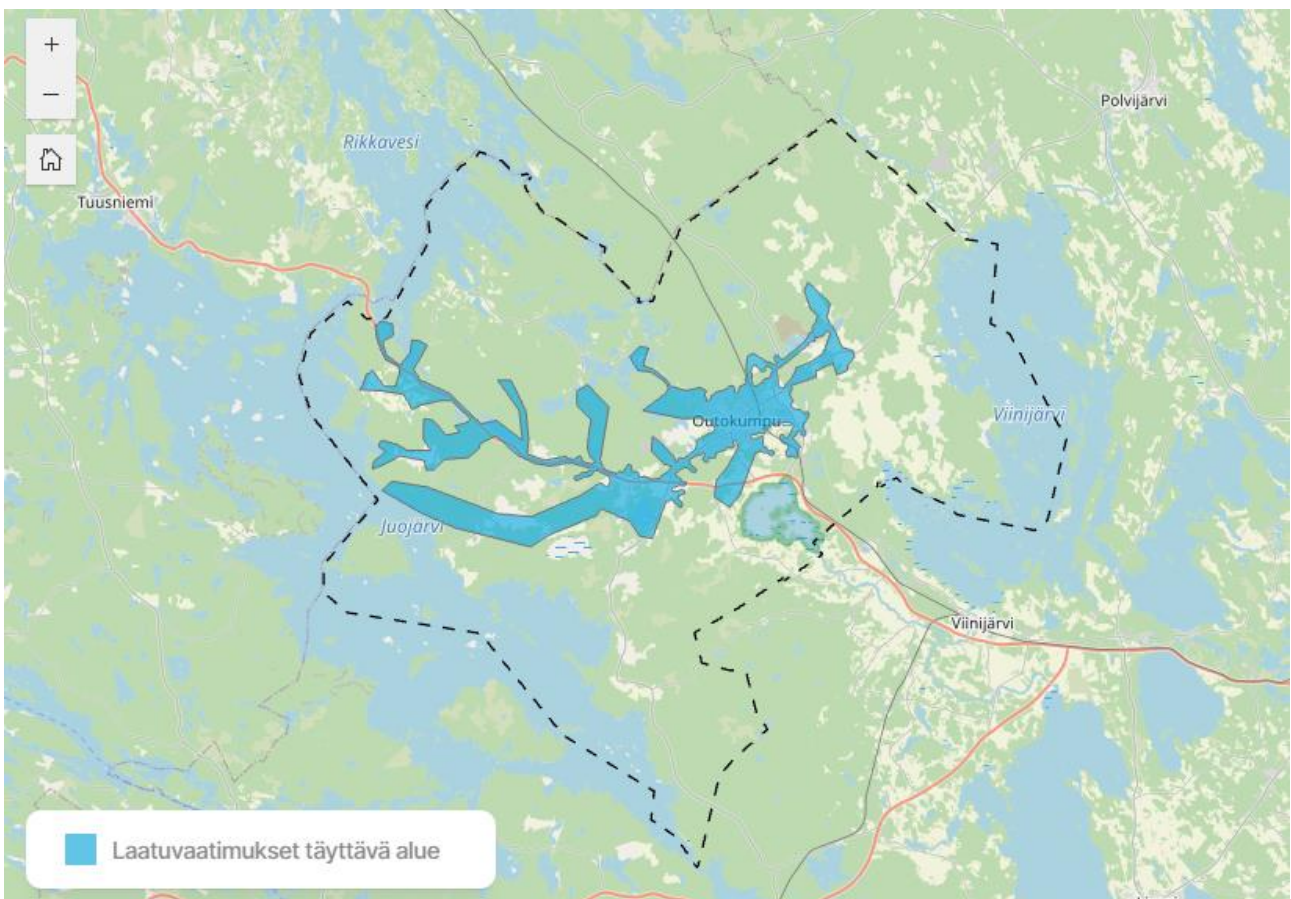 +
−
Polvijärvi
Rikkavesi
Tuusniemi
Viinijärvi
Outokumpu
Juojärvi
Viinijärvi
Laatuvaatimukset täyttävä alue